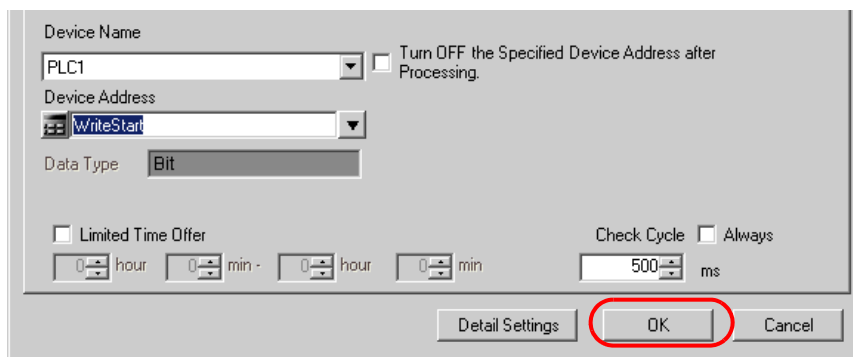 Device Name
PLC1
Turn OFF the Specified Device Address after
Processing.
Device Address
WriteStart
Data Type Bit
Limited Time Offer
Check Cycle Always
0 hour 0 min - 0 hour 0 min
500 ms
Detail Settings OK Cancel